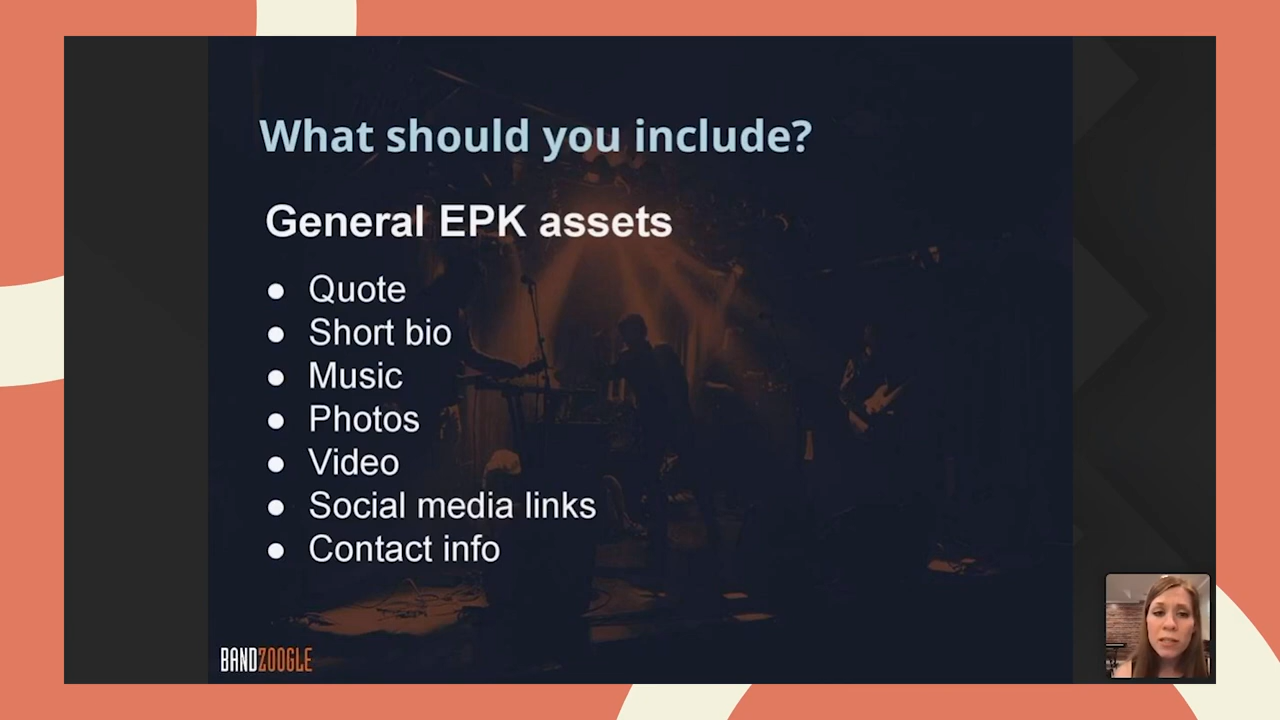 What should you include?
General EPK assets
● Quote
● Short bio
● Music
● Photos
● Video
● Social media links
● Contact info
BANDZOOGLE